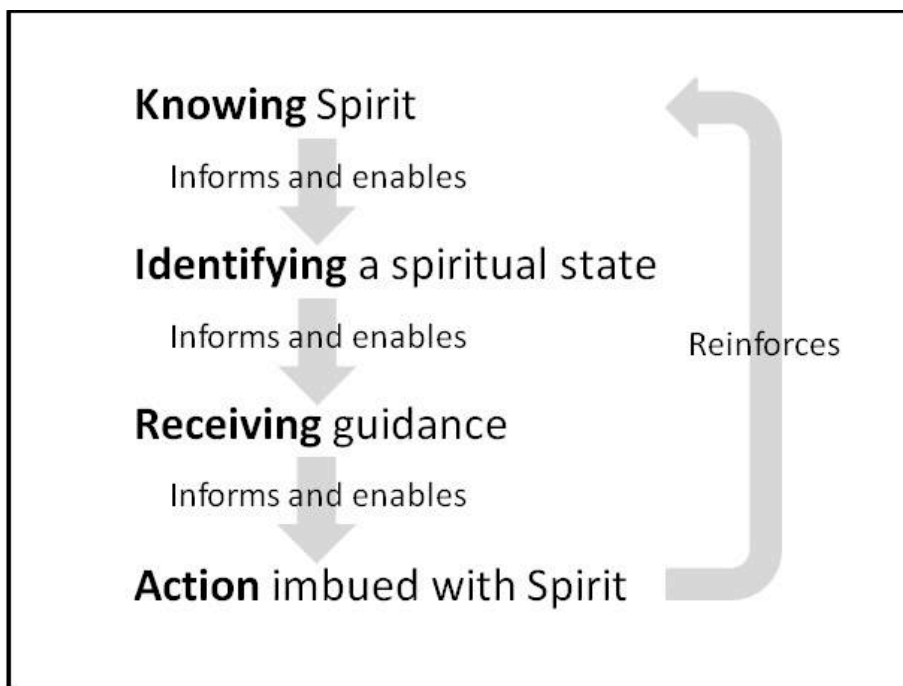 Knowing Spirit
Informs and enables
Identifying a spiritual state
Informs and enables
Reinforces
Receiving guidance
Informs and enables
Action imbued with Spirit